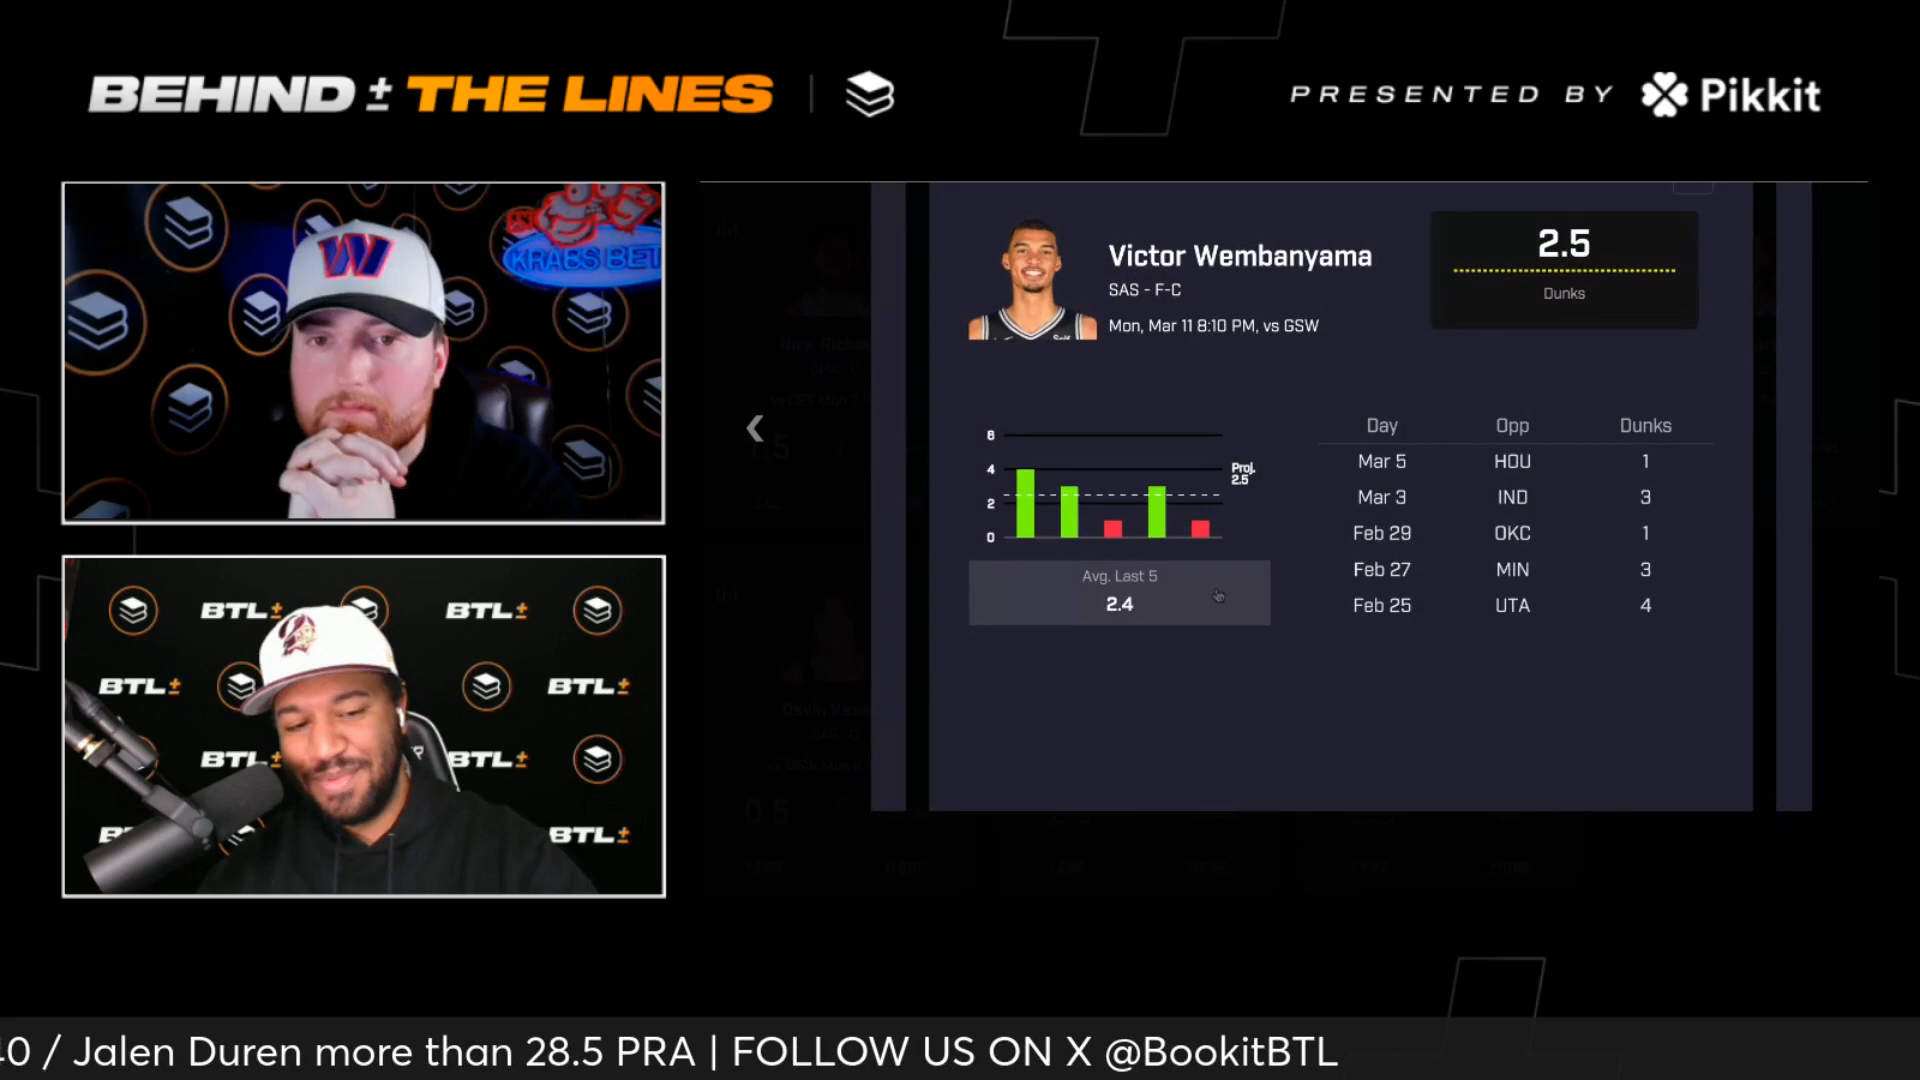 BEHIND ± THE LINES
PRESENTED BY Pikkit
KRABS BET
Victor Wembanyama
SAS - F-C
Mon, Mar 11 8:10 PM, vs GSW
2.5
Dunks
6
4
2
0
Proj.
2.5
Avg. Last 5
2.4
Day Opp Dunks
Mar 5 HOU 1
Mar 3 IND 3
Feb 29 OKC 1
Feb 27 MIN 3
Feb 25 UTA 4
BTL± BTL±
BTL± BTL±
BTL± BTL±
BTL±
0.5
40 / Jalen Duren more than 28.5 PRA | FOLLOW US ON X @BookitBTL